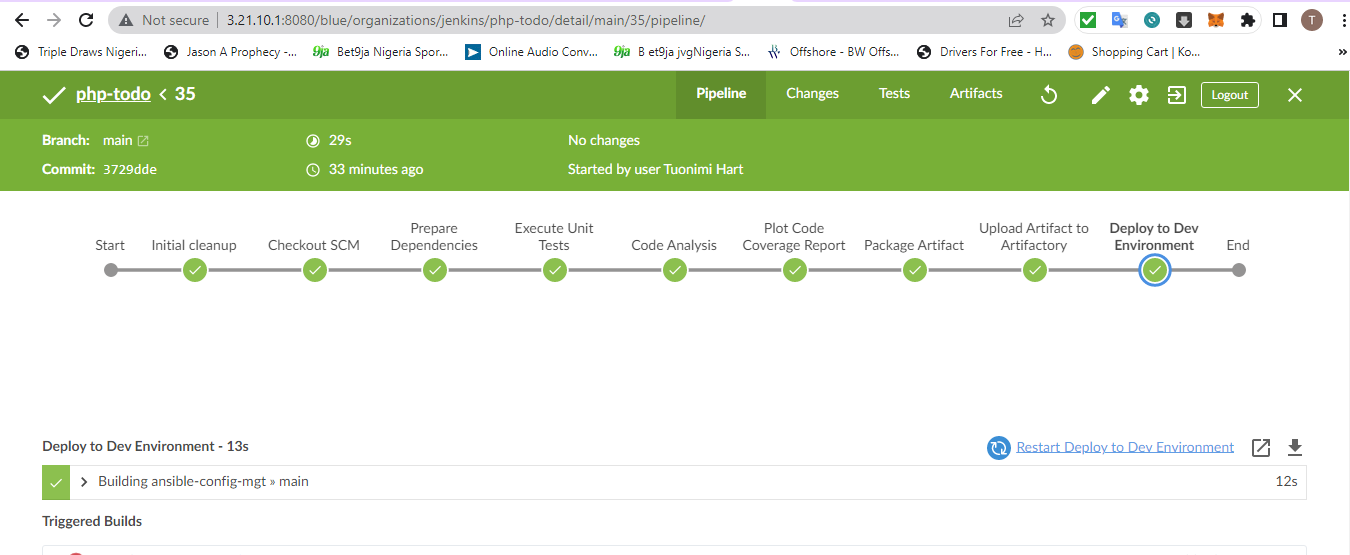 Not secure | 3.21.10.1:8080/blue/organizations/jenkins/php-todo/detail/main/35/pipeline/
T
Triple Draws Nigeri... Jason A Prophecy -... 9ja Bet9ja Nigeria Spor... Online Audio Conv... 9ja B et9ja jvgNigeria S... Offshore - BW Offs... Drivers For Free - H... Shopping Cart | Ko... »
php-todo < 35 Pipeline Changes Tests Artifacts Logout
Branch: main 29s No changes
Commit: 3729dde 33 minutes ago Started by user Tuonimi Hart
Start
Initial cleanup
Checkout SCM
Prepare
Dependencies
Execute Unit
Tests
Code Analysis
Plot Code
Coverage Report
Package Artifact
Upload Artifact to
Artifactory
Deploy to Dev
Environment
End
Deploy to Dev Environment - 13s Restart Deploy to Dev Environment
Building ansible-config-mgt » main 12s
Triggered Builds